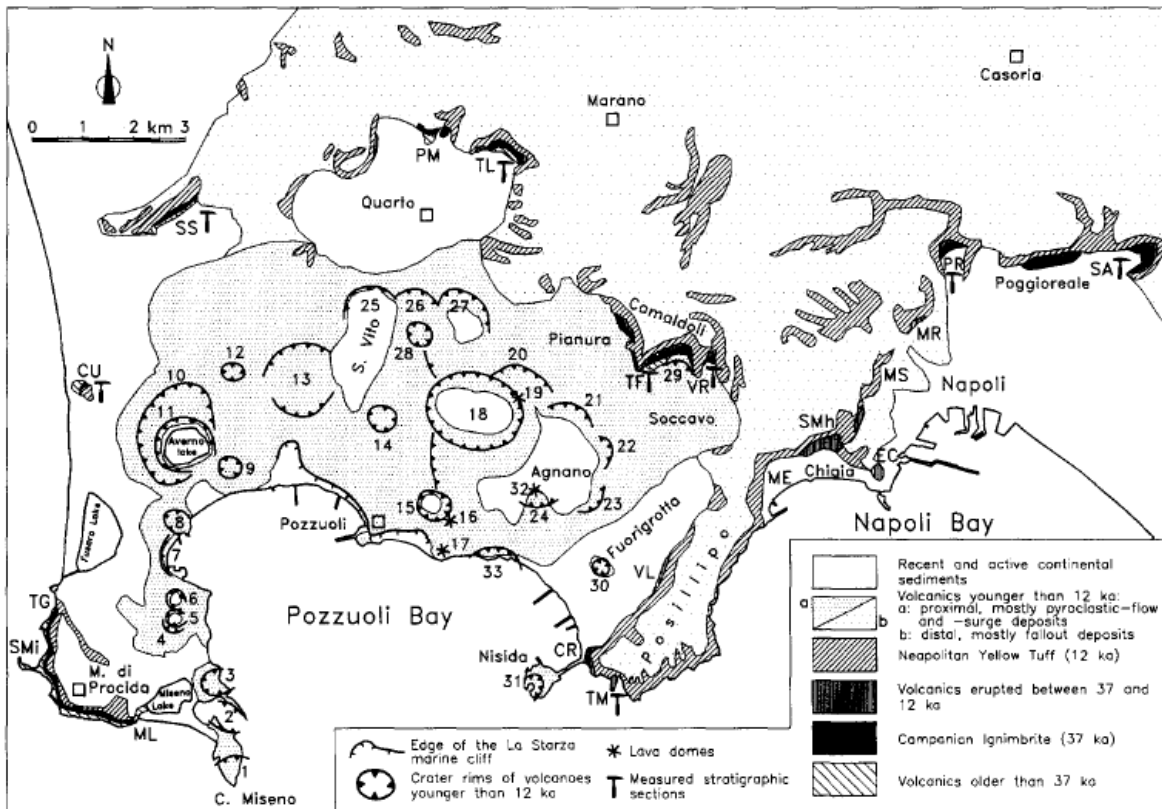 N
0 1 2 km 3
Casoria
Marano
PM
TL
Quarto
SS
PR
SA
Poggioreale
MR
Camaldoli
Pianura
25
26
27
28
S. Vito
12
13
20
19
18
TF
29
VR
MS
Napoli
CU
10
11
Averno
lake
9
14
21
22
Soccavo
SMh
EC
Chiaia
ME
Agnano
32
24
23
15
16
17
33
Pozzuoli
Fusaro Lake
8
7
6
5
4
Fuorigrotta
30
VL
Posillipo
Napoli Bay
Pozzuoli Bay
TG
SMi
M. di
Procida
Miseno
Lake
ML
3
2
1
C. Miseno
Nisida
31
CR
TM
Edge of the La Starza
marine cliff
Crater rims of volcanoes
younger than 12 ka
Lava domes
Measured stratigraphic
sections
Recent and active continental
sediments
a
b
Volcanics younger than 12 ka:
a: proximal, mostly pyroclastic-flow
and -surge deposits
b: distal, mostly fallout deposits
Neapolitan Yellow Tuff (12 ka)
Volcanics erupted between 37 and
12 ka
Campanian Ignimbrite (37 ka)
Volcanics older than 37 ka